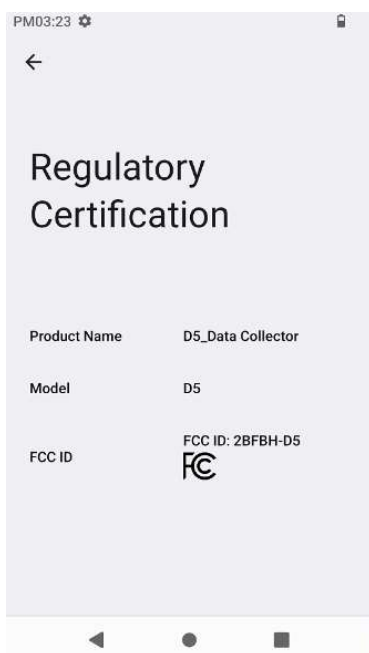 PM03:23
Regulatory
Certification
Product Name D5_Data Collector
Model D5
FCC ID: 2BFBH-D5
FCC ID
FC